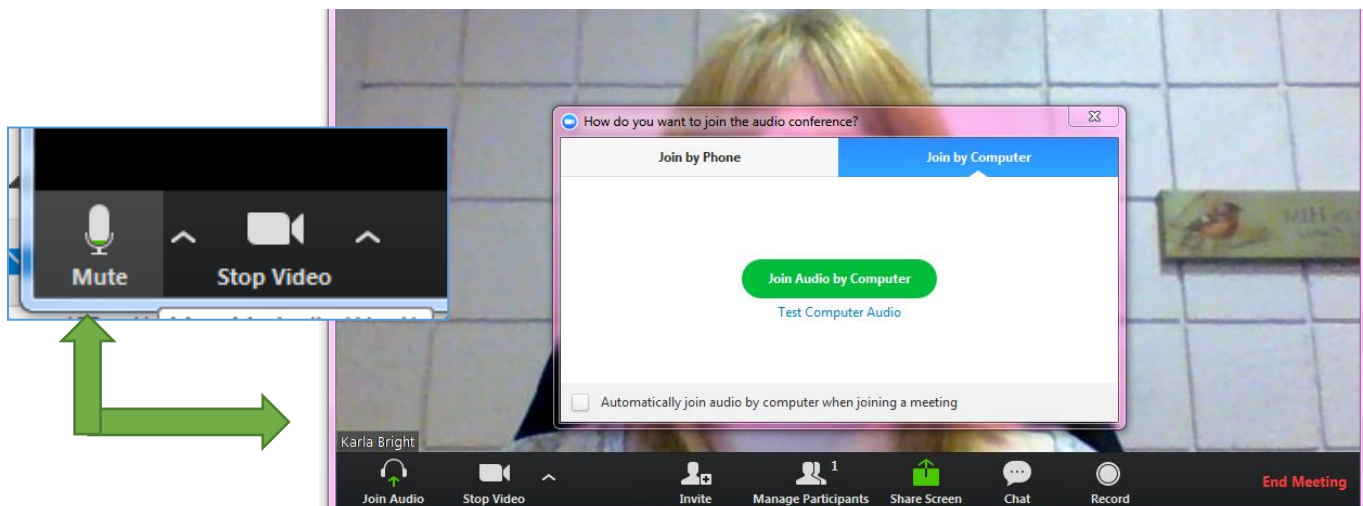 How do you want to join the audio conference?
Join by Phone
Join by Computer
Join Audio by Computer
Test Computer Audio
Automatically join audio by computer when joining a meeting
Mute
Stop Video
Karla Bright
Join Audio
Stop Video
Invite
1
Manage Participants
Share Screen
Chat
Record
End Meeting